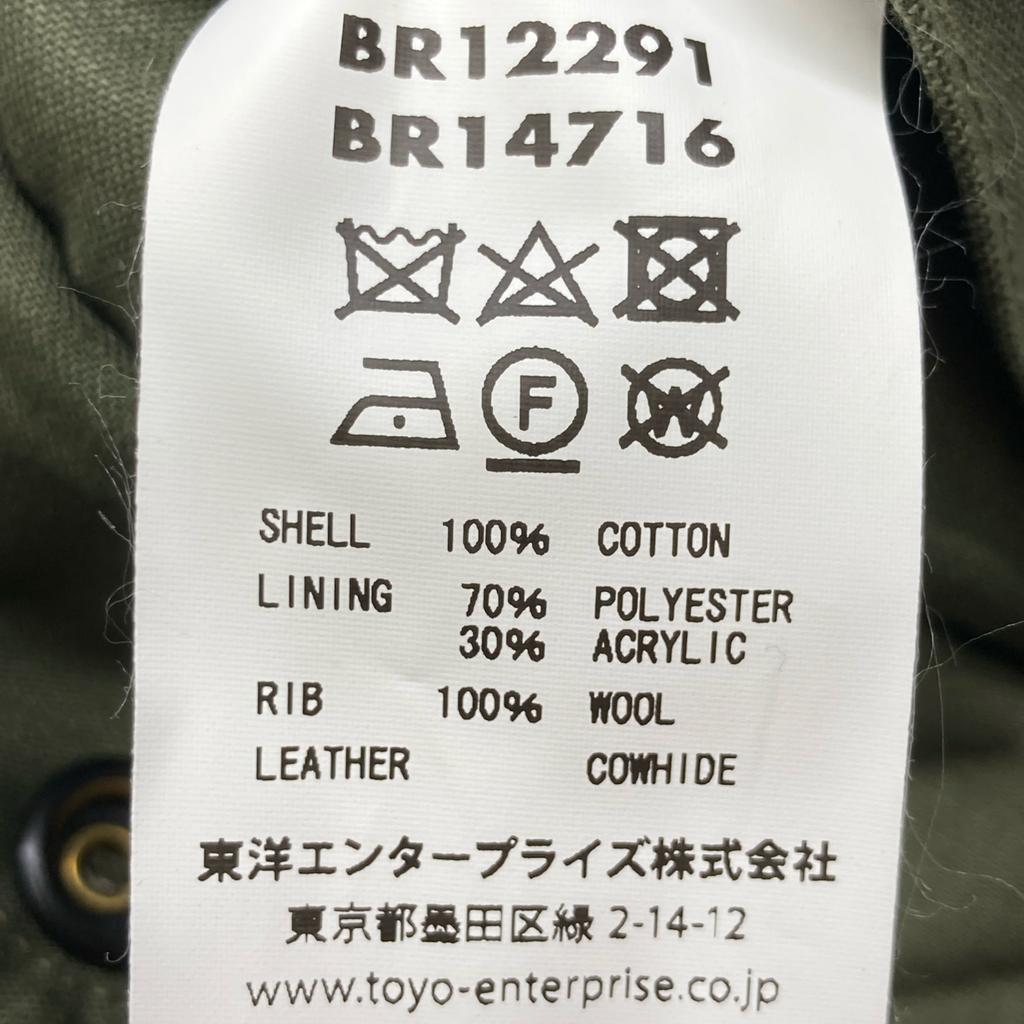 BR12291
BR14716
F W
SHELL 100% COTTON
LINING 70% POLYESTER
30% ACRYLIC
RIB 100% WOOL
LEATHER COWHIDE
東洋エンタープライズ株式会社
東京都墨田区緑 2-14-12
www.toyo-enterprise.co.jp